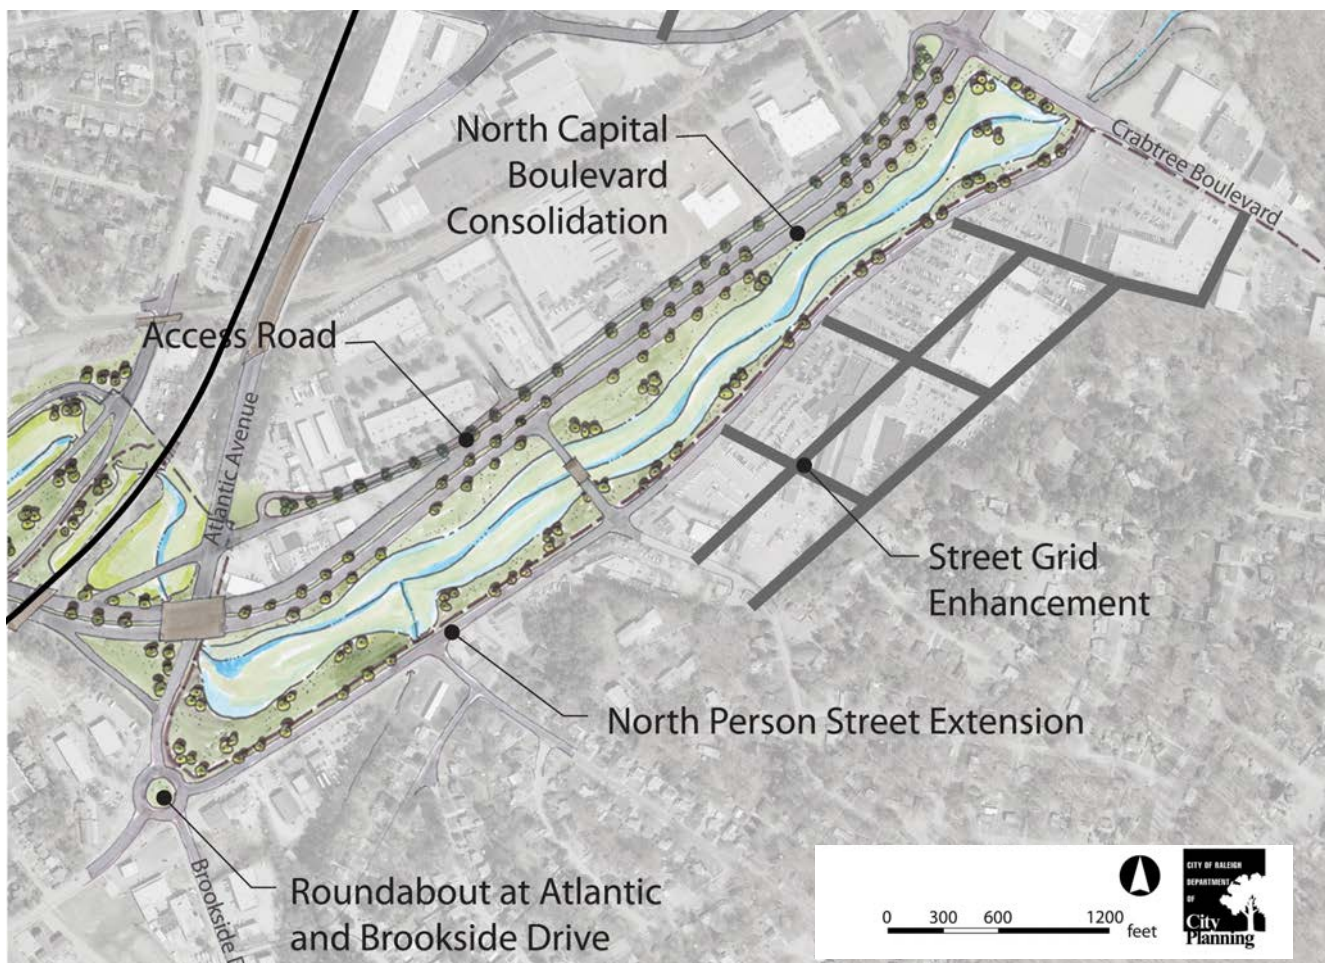 North Capital
Boulevard
Consolidation
Crabtree Boulevard
Access Road
Atlantic Avenue
Street Grid
Enhancement
North Person Street Extension
Roundabout at Atlantic
and Brookside Drive
Brookside
0 300 600 1200 feet
CITY OF RALEIGH
DEPARTMENT
OF
City
Planning